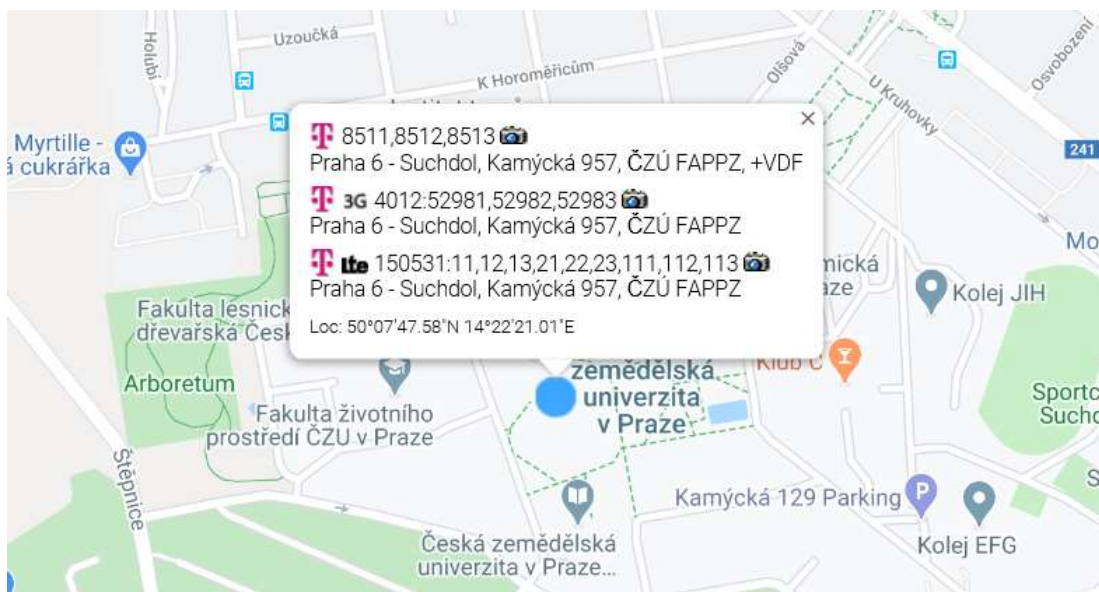 Holubí
Uzoučká
K Horoměřicům
Olšová
U Kruhovky
Osvobození
241
Myrtille -
á cukrářka
8511,8512,8513
Praha 6 - Suchdol, Kamýcká 957, ČZÚ FAPPZ, +VDF
3G 4012:52981,52982,52983
Praha 6 - Suchdol, Kamýcká 957, ČZÚ FAPPZ
lte 150531:11,12,13,21,22,23,111,112,113
Praha 6 - Suchdol, Kamýcká 957, ČZÚ FAPPZ
Loc: 50°07'47.58"N 14°22'21.01"E
Mo
mická
aze
Kolej JIH
Fakulta lesnick
dřevařská Česk
Klub C
Arboretum
zemědělská
univerzita
v Praze
Sportc
Sucho
Fakulta životního
prostředí ČZU v Praze
Štěpnice
S
Kamýcká 129 Parking
P
Česká zemědělská
univerzita v Praze...
Kolej EFG